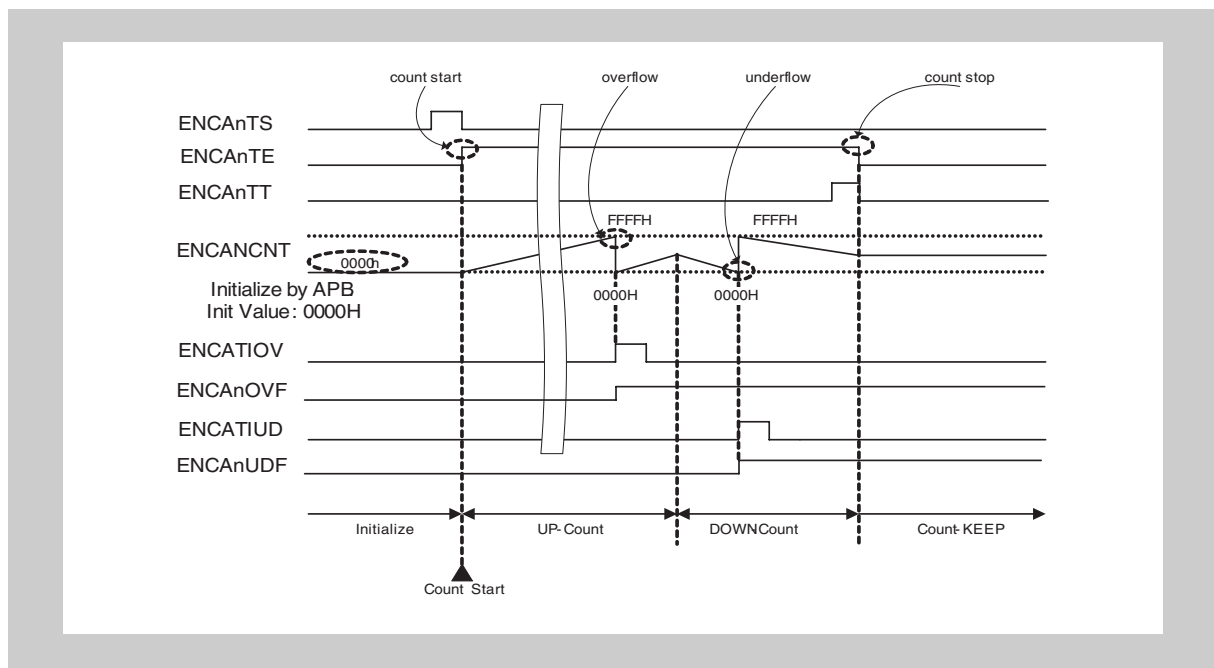 count start overflow underflow count stop
ENCAnTS
ENCAnTE
ENCAnTT
FFFFH FFFFH
ENCANCNT
0000h
Initialize by APB
Init Value: 0000H
0000H 0000H
ENCATIOV
ENCAnOVF
ENCATIUD
ENCAnUDF
Initialize UP-Count DOWNCount Count-KEEP
Count Start